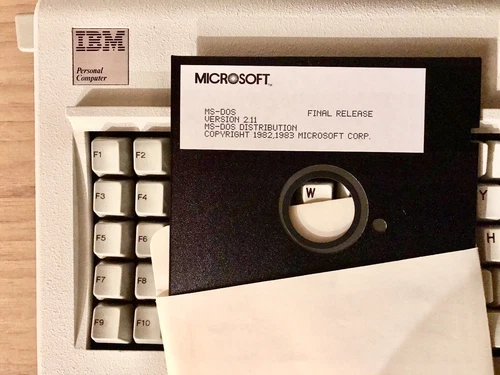 IBM
Personal
Computer
MICROSOFT™
MS-DOS FINAL RELEASE
VERSION 2.11
MS-DOS DISTRIBUTION
COPYRIGHT 1982,1983 MICROSOFT CORP.
F1 F2
W
F3 F4
Y
F5 F6
H
F7 F8
F9 F10